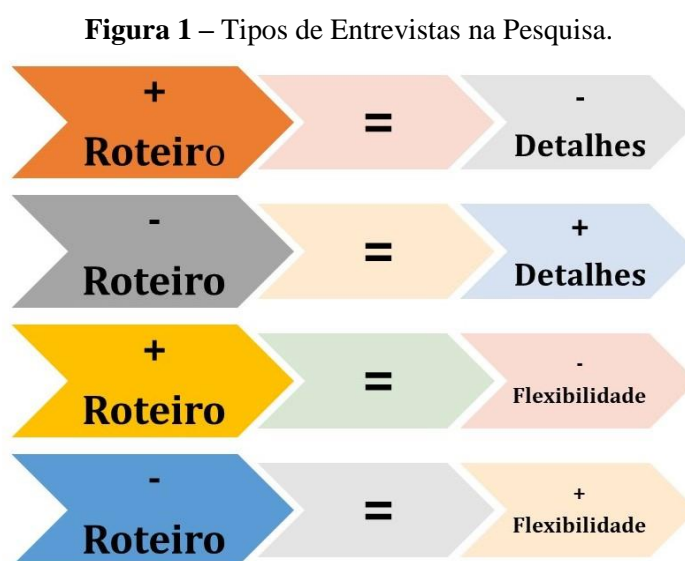 Figura 1 – Tipos de Entrevistas na Pesquisa.
+
Roteiro
=
-
Detalhes
-
Roteiro
=
+
Detalhes
+
Roteiro
=
-
Flexibilidade
-
Roteiro
=
+
Flexibilidade